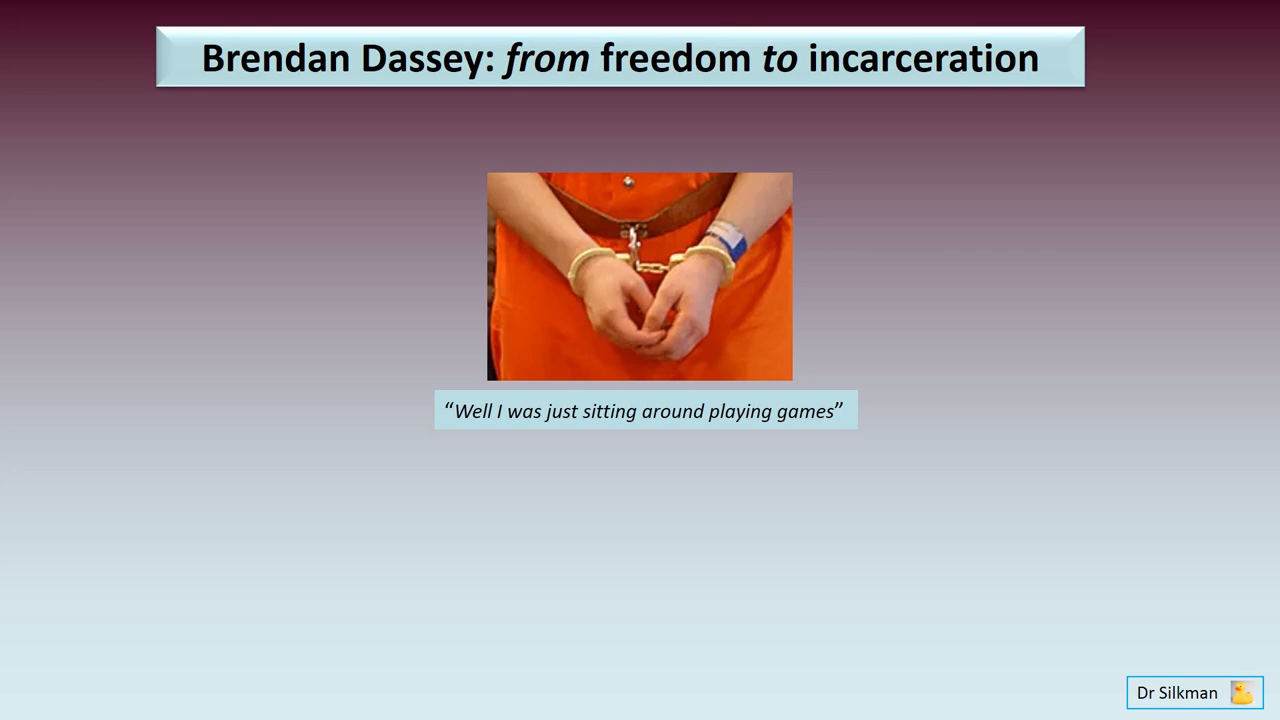 Brendan Dassey: from freedom to incarceration
“Well I was just sitting around playing games”
Dr Silkman